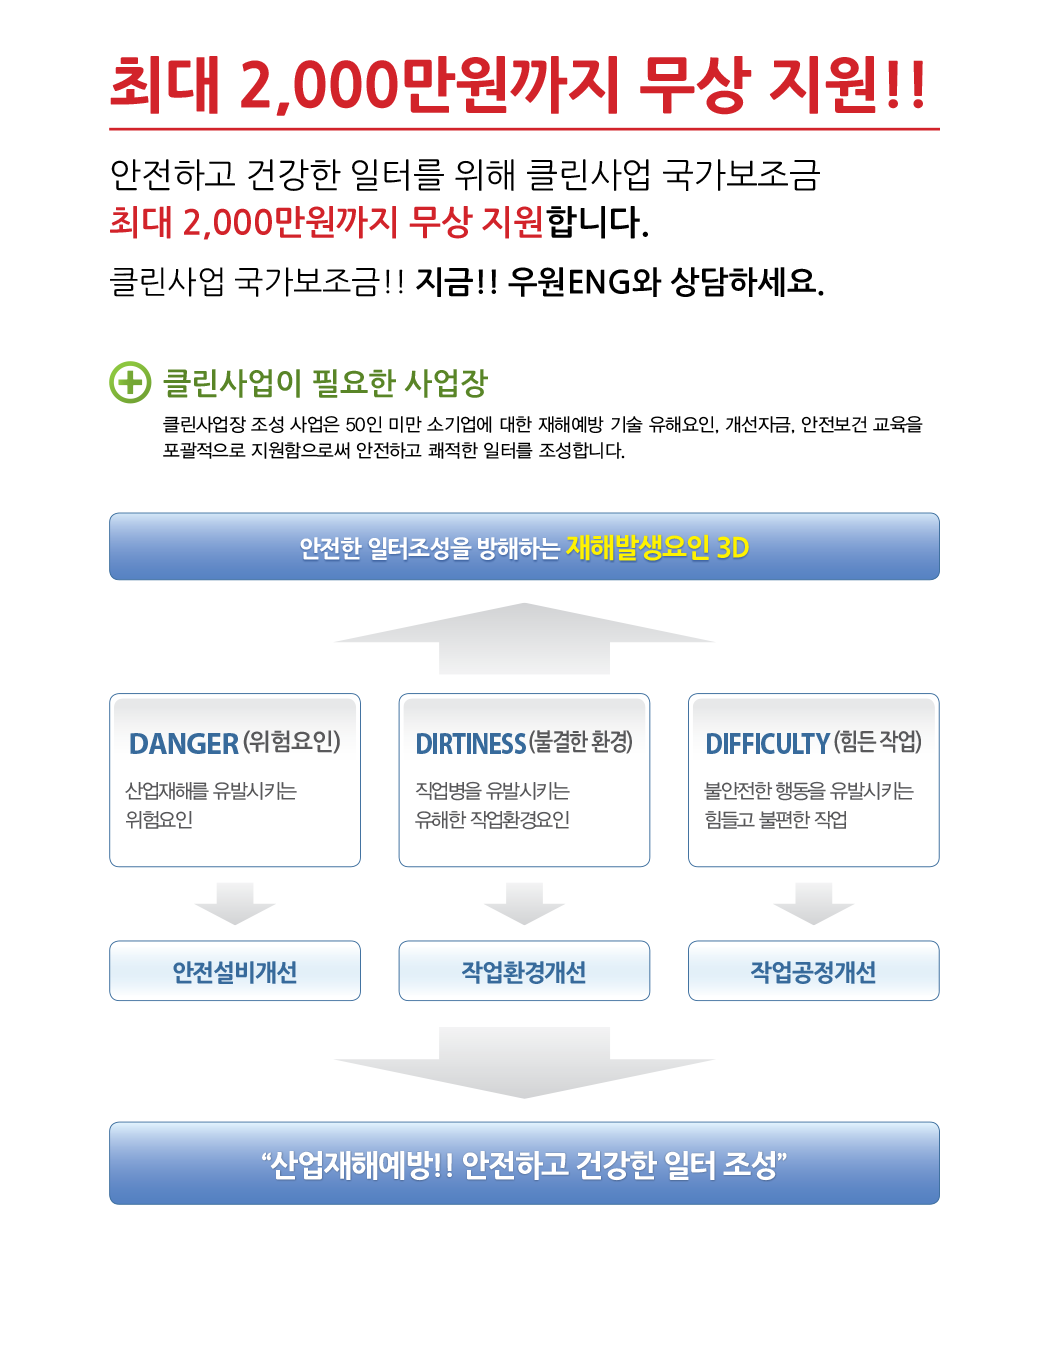 최대 2,000만원까지 무상 지원!!
안전하고 건강한 일터를 위해 클린사업 국가보조금
최대 2,000만원까지 무상 지원합니다.
클린사업 국가보조금!! 지금!! 우원ENG와 상담하세요.
클린사업이 필요한 사업장
클린사업장 조성 사업은 50인 미만 소기업에 대한 재해예방 기술 유해요인, 개선자금, 안전보건 교육을
포괄적으로 지원함으로써 안전하고 쾌적한 일터를 조성합니다.
안전한 일터조성을 방해하는 재해발생요인 3D
DANGER (위험요인)
산업재해를 유발시키는
위험요인
DIRTINESS (불결한 환경)
직업병을 유발시키는
유해한 작업환경요인
DIFFICULTY (힘든 작업)
불안전한 행동을 유발시키는
힘들고 불편한 작업
안전설비개선
작업환경개선
작업공정개선
“산업재해예방!! 안전하고 건강한 일터 조성”